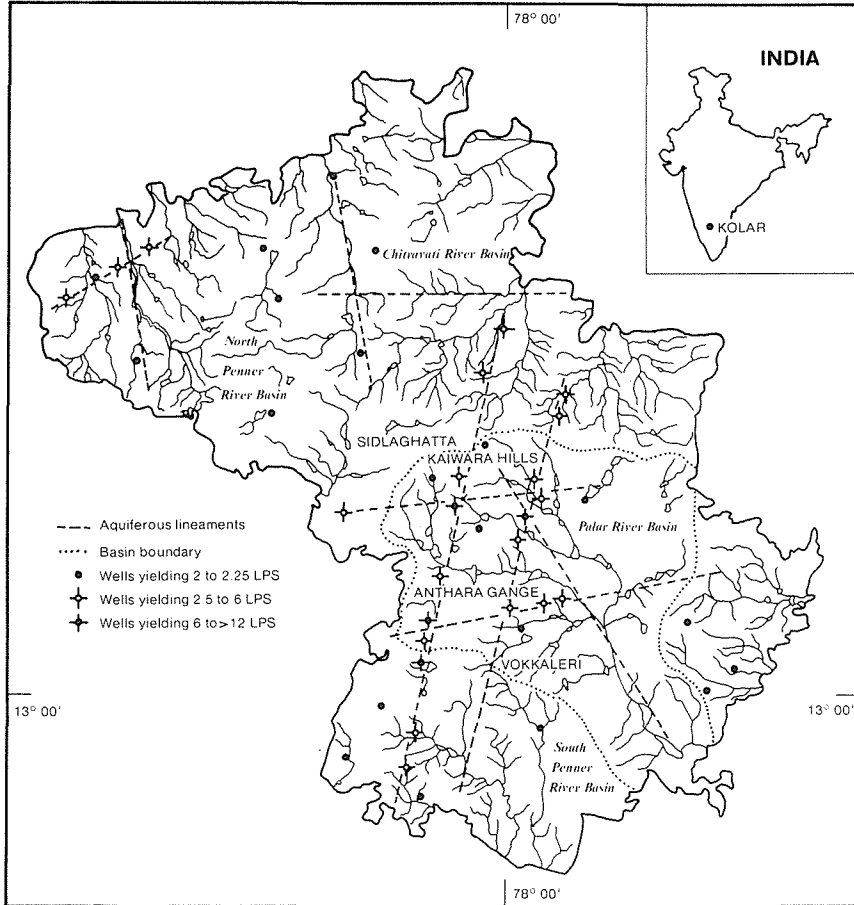 78° 00'
INDIA
KOLAR
Chitravati River Basin
North
Penner
River Basin
SIDLAGHATTA
KAIWARA HILLS
Palar River Basin
Aquiferous lineaments
Basin boundary
Wells yielding 2 to 2.25 LPS
Wells yielding 2.5 to 6 LPS
Wells yielding 6 to>12 LPS
ANTHARA GANGE
VOKKALERI
13° 00'
13° 00'
South
Penner
River Basin
78° 00'